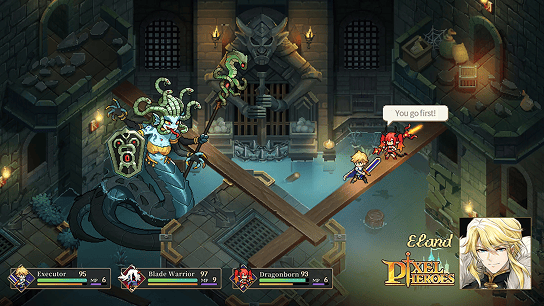 You go first!
Eland
PIXEL
HEROES
Executor 95
MP 6
Blade Warrior 97
MP 9
Dragonborn 93
MP 6